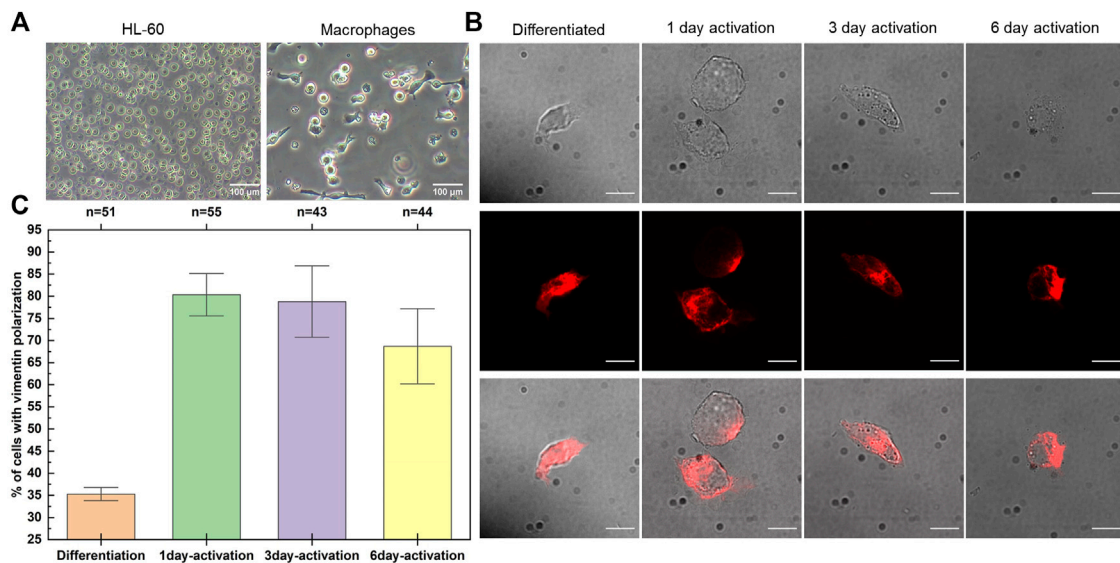 A
HL-60
Macrophages
100 µm
100 µm
B
Differentiated
1 day activation
3 day activation
6 day activation
C
n=51
n=55
n=43
n=44
% of cells with vimentin polarization
95
90
85
80
75
70
65
60
55
50
45
40
35
30
25
Differentiation
1day-activation
3day-activation
6day-activation